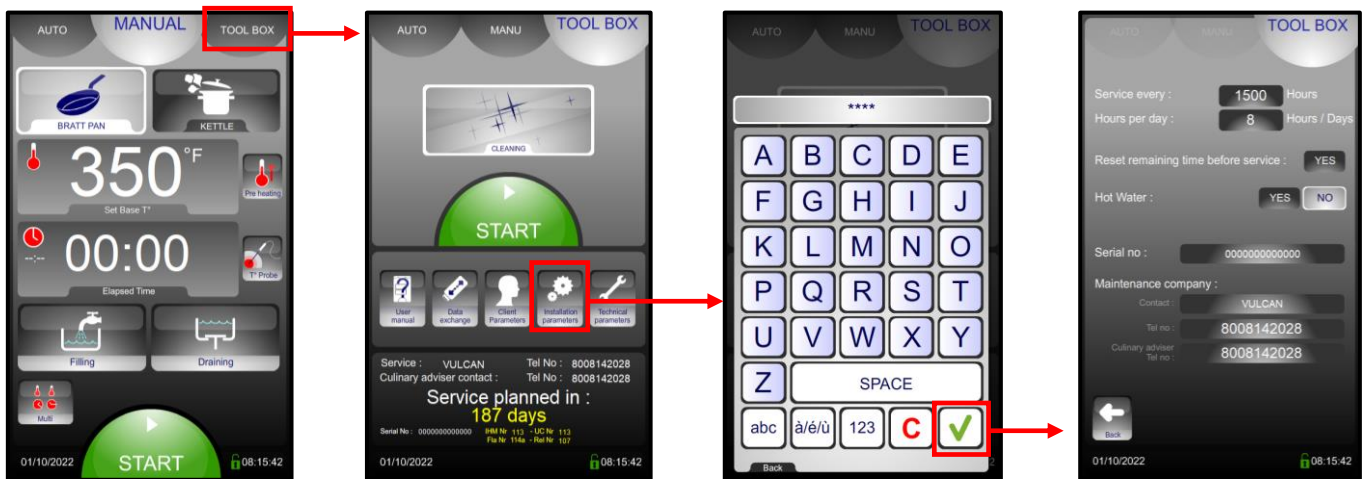 AUTO MANUAL TOOL BOX
BRATT PAN KETTLE
350°F
Pre heating
Set Base T°
--:-- 00:00
T° Probe
Elapsed Time
Filling Draining
Multi
START
01/10/2022 08:15:42
AUTO MANU TOOL BOX
CLEANING
START
User manual Data exchange Client Parameters Installation parameters Technical parameters
Service : VULCAN Tel No : 8008142028
Culinary adviser contact : Tel No : 8008142028
Service planned in :
187 days
Serial No : 0000000000000 IHM Nr 113 - UC Nr 113
Fla Nr 114a - Rel Nr 107
01/10/2022 08:15:42
AUTO MANU TOOL BOX
****
A B C D E
F G H I J
K L M N O
P Q R S T
U V W X Y
Z SPACE
abc à/é/ù 123 C
Back 2
AUTO MANU TOOL BOX
Service every : 1500 Hours
Hours per day : 8 Hours / Days
Reset remaining time before service : YES
Hot Water : YES NO
Serial no : 0000000000000
Maintenance company :
Contact : VULCAN
Tel no : 8008142028
Culinary adviser
Tel no : 8008142028
Back
01/10/2022 08:15:42